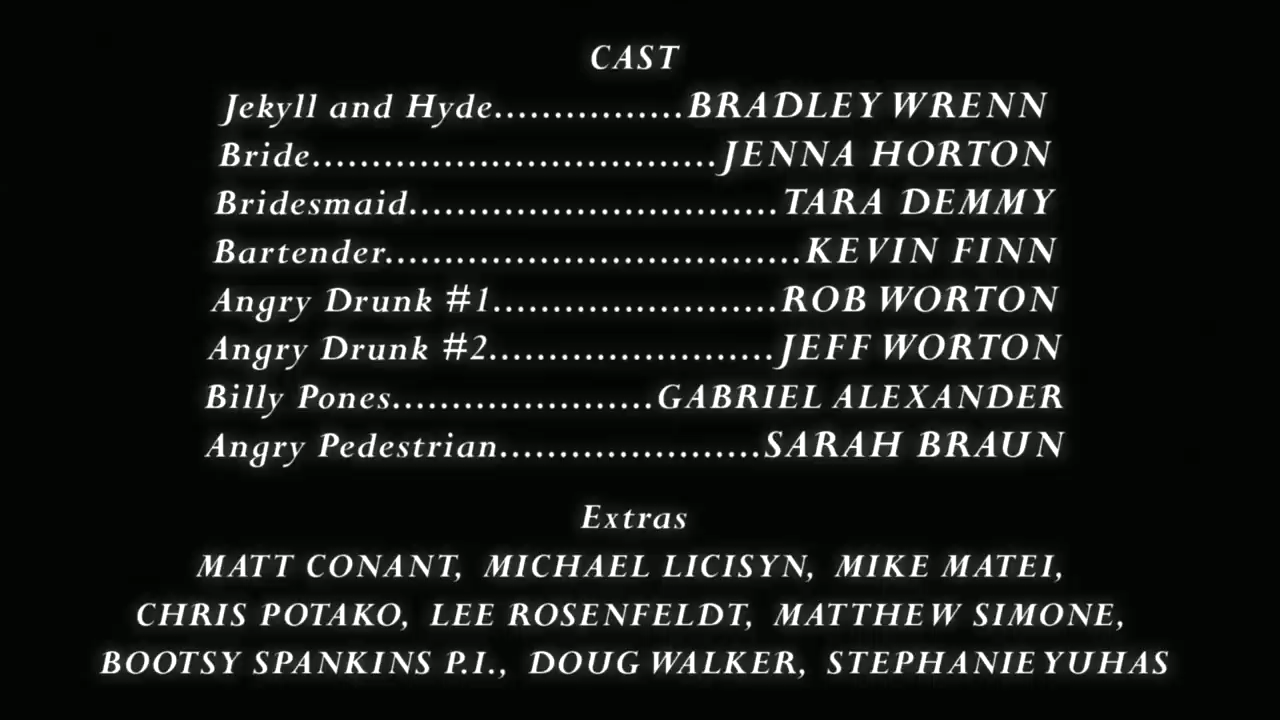 CAST
Jekyll and Hyde................BRADLEY WRENN
Bride..................................JENNA HORTON
Bridesmaid...............................TARA DEMMY
Bartender...................................KEVIN FINN
Angry Drunk #1........................ROB WORTON
Angry Drunk #2........................JEFF WORTON
Billy Pones......................GABRIEL ALEXANDER
Angry Pedestrian......................SARAH BRAUN
Extras
MATT CONANT, MICHAEL LICISYN, MIKE MATEI,
CHRIS POTAKO, LEE ROSENFELDT, MATTHEW SIMONE,
BOOTSY SPANKINS P.I., DOUG WALKER, STEPHANIE YUHAS